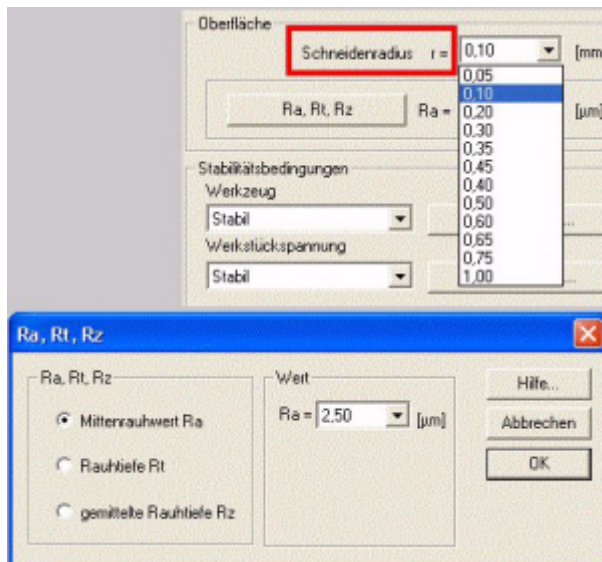 Oberfläche
Schneidenradius r = 0,10 [mm
0,05
0,10
Ra, Rt, Rz Ra = [µm]
0,20
0,30
0,35
0,45
0,40
0,50
0,60
0,65
0,75
1,00
Stabilitätsbedingungen
Werkzeug
Stabil ...
Werkstückspannung
Stabil ...
Ra, Rt, Rz
Ra, Rt, Rz
Mittenrauhwert Ra
Rauhtiefe Rt
gemittelte Rauhtiefe Rz
Wert
Ra = 2,50 [µm]
Hilfe...
Abbrechen
OK